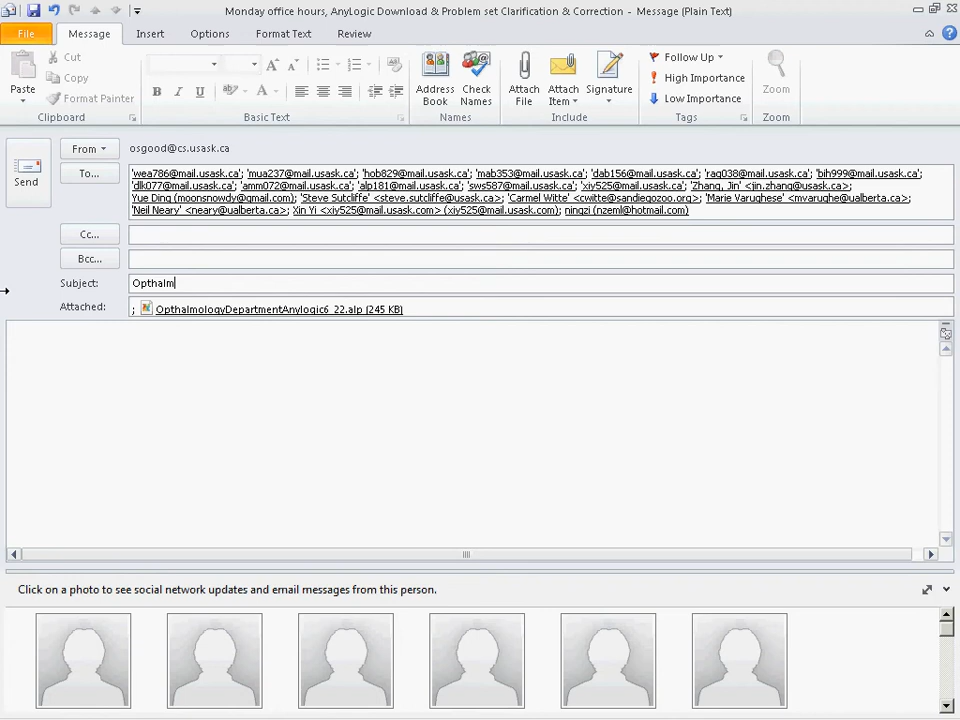 Monday office hours, AnyLogic Download & Problem set Clarification & Correction - Message (Plain Text)
File Message Insert Options Format Text Review
Paste
Cut
Copy
Format Painter
Clipboard
B I U
Basic Text
Address Book
Check Names
Names
Attach File
Attach Item
Signature
Include
Follow Up
High Importance
Low Importance
Tags
Zoom
Zoom
Send
From
osgood@cs.usask.ca
To...
'wea786@mail.usask.ca'; 'mua237@mail.usask.ca'; 'hob829@mail.usask.ca'; 'mab353@mail.usask.ca'; 'dab156@mail.usask.ca'; 'raq038@mail.usask.ca'; 'bih999@mail.usask.ca';
'dlk077@mail.usask.ca'; 'amm072@mail.usask.ca'; 'alp181@mail.usask.ca'; 'sws587@mail.usask.ca'; 'xiy525@mail.usask.ca'; 'Zhang, Jin' <jin.zhang@usask.ca>;
Yue Ding (moonsnowdy@gmail.com); 'Steve Sutcliffe' <steve.sutcliffe@usask.ca>; 'Carmel Witte' <cwitte@sandiegozoo.org>; 'Marie Varughese' <mvarughe@ualberta.ca>;
'Neil Neary' <neary@ualberta.ca>; Xin Yi <xiy525@mail.usask.com> (xiy525@mail.usask.com); ningzi (nzeml@hotmail.com)
Cc...
Bcc...
Subject:
Opthalm
Attached:
; OpthalmologyDepartmentAnylogic6_22.alp (245 KB)
Click on a photo to see social network updates and email messages from this person.